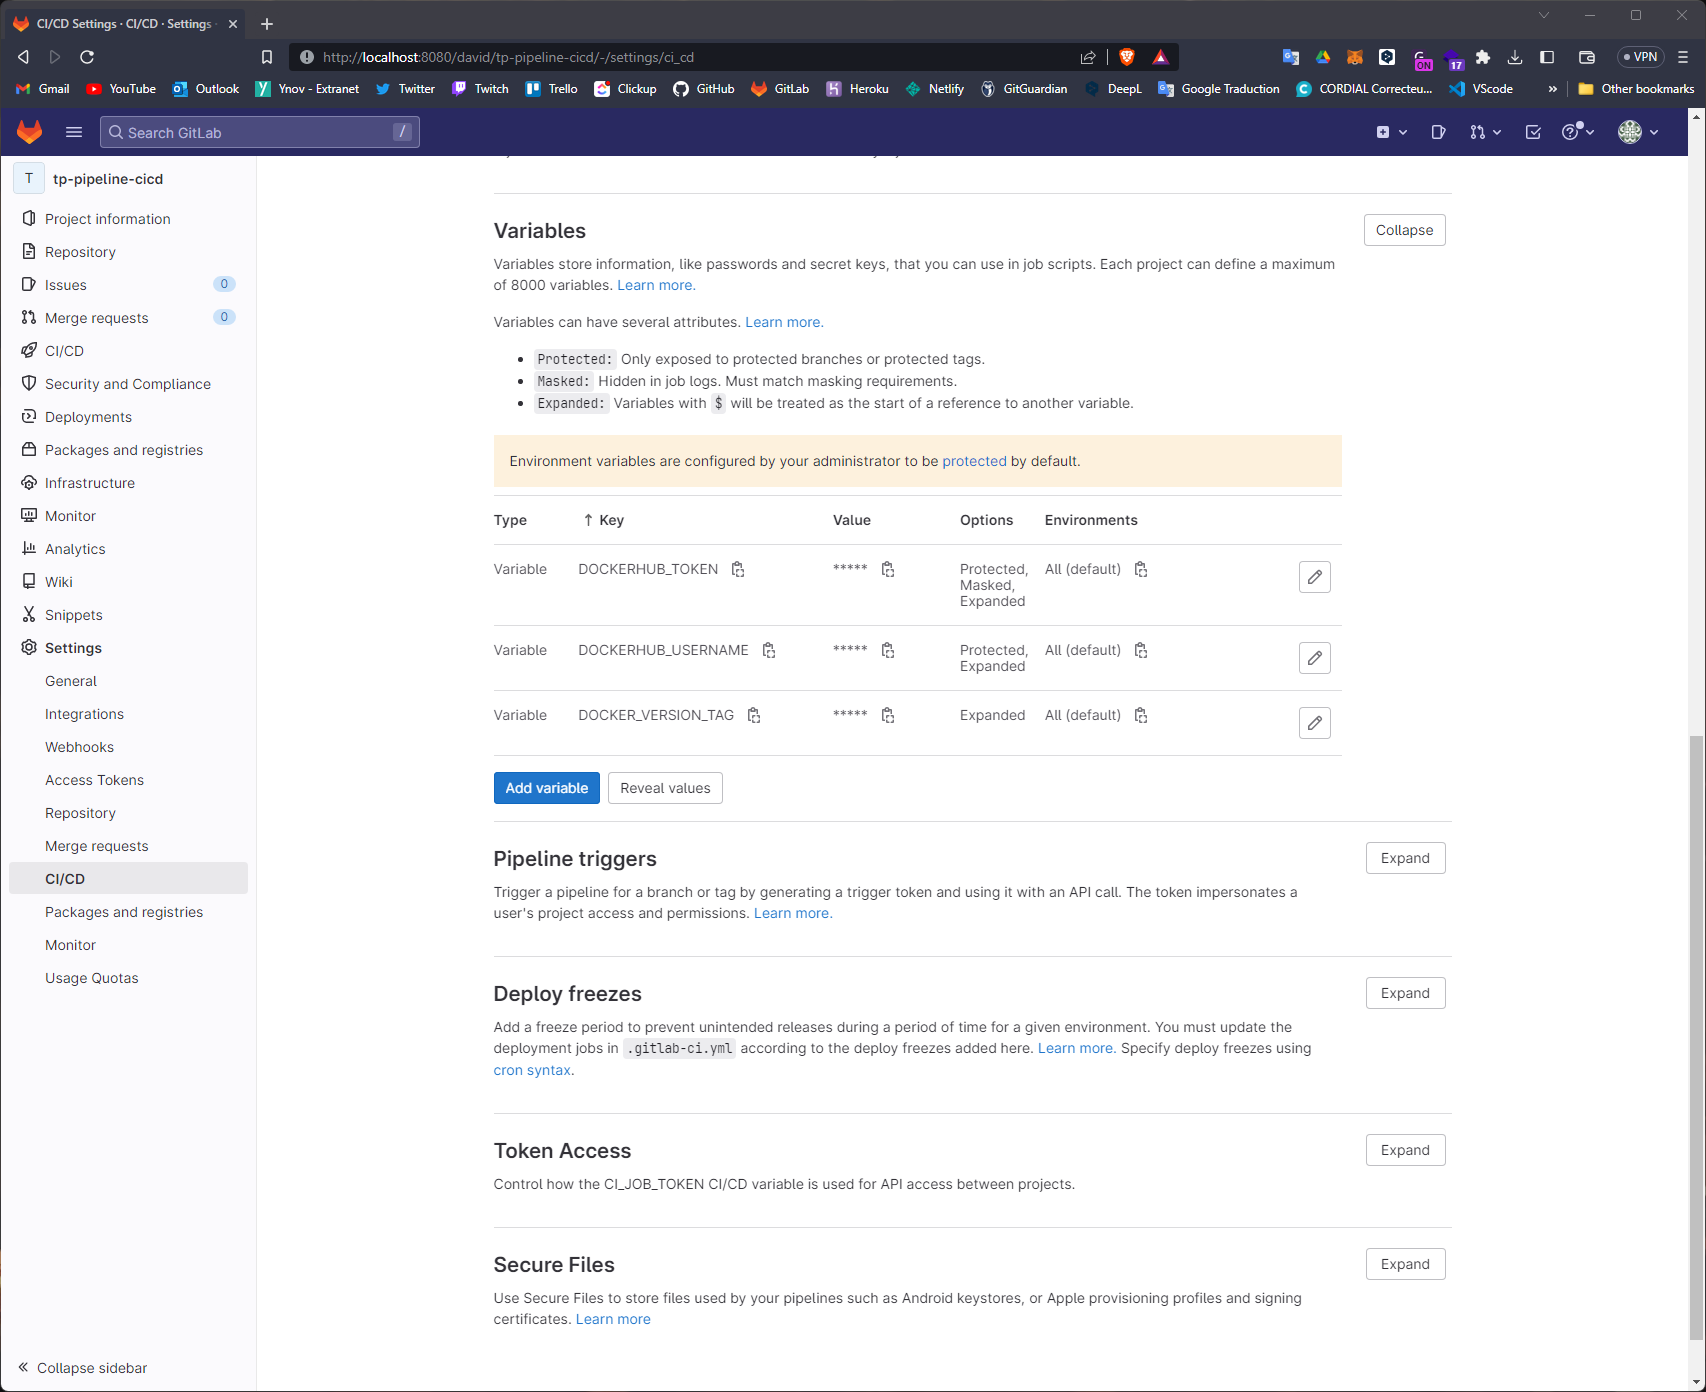 CI/CD Settings · CI/CD · Settings ·
http://localhost:8080/david/tp-pipeline-cicd/-/settings/ci_cd
ON
17
VPN
Gmail
YouTube
Outlook
Ynov - Extranet
Twitter
Twitch
Trello
Clickup
GitHub
GitLab
Heroku
Netlify
GitGuardian
DeepL
Google Traduction
CORDIAL Correcteu...
VScode
»
Other bookmarks
Search GitLab
/
T
tp-pipeline-cicd
Project information
Repository
Issues
0
Merge requests
0
CI/CD
Security and Compliance
Deployments
Packages and registries
Infrastructure
Monitor
Analytics
Wiki
Snippets
Settings
General
Integrations
Webhooks
Access Tokens
Repository
Merge requests
CI/CD
Packages and registries
Monitor
Usage Quotas
Collapse sidebar
Variables
Collapse
Variables store information, like passwords and secret keys, that you can use in job scripts. Each project can define a maximum
of 8000 variables. Learn more.
Variables can have several attributes. Learn more.
• Protected: Only exposed to protected branches or protected tags.
• Masked: Hidden in job logs. Must match masking requirements.
• Expanded: Variables with $ will be treated as the start of a reference to another variable.
Environment variables are configured by your administrator to be protected by default.
Type ↑ Key Value Options Environments
Variable DOCKERHUB_TOKEN ***** Protected, All (default)
Masked,
Expanded
Variable DOCKERHUB_USERNAME ***** Protected, All (default)
Expanded
Variable DOCKER_VERSION_TAG ***** Expanded All (default)
Add variable
Reveal values
Pipeline triggers
Expand
Trigger a pipeline for a branch or tag by generating a trigger token and using it with an API call. The token impersonates a
user's project access and permissions. Learn more.
Deploy freezes
Expand
Add a freeze period to prevent unintended releases during a period of time for a given environment. You must update the
deployment jobs in .gitlab-ci.yml according to the deploy freezes added here. Learn more. Specify deploy freezes using
cron syntax.
Token Access
Expand
Control how the CI_JOB_TOKEN CI/CD variable is used for API access between projects.
Secure Files
Expand
Use Secure Files to store files used by your pipelines such as Android keystores, or Apple provisioning profiles and signing
certificates. Learn more